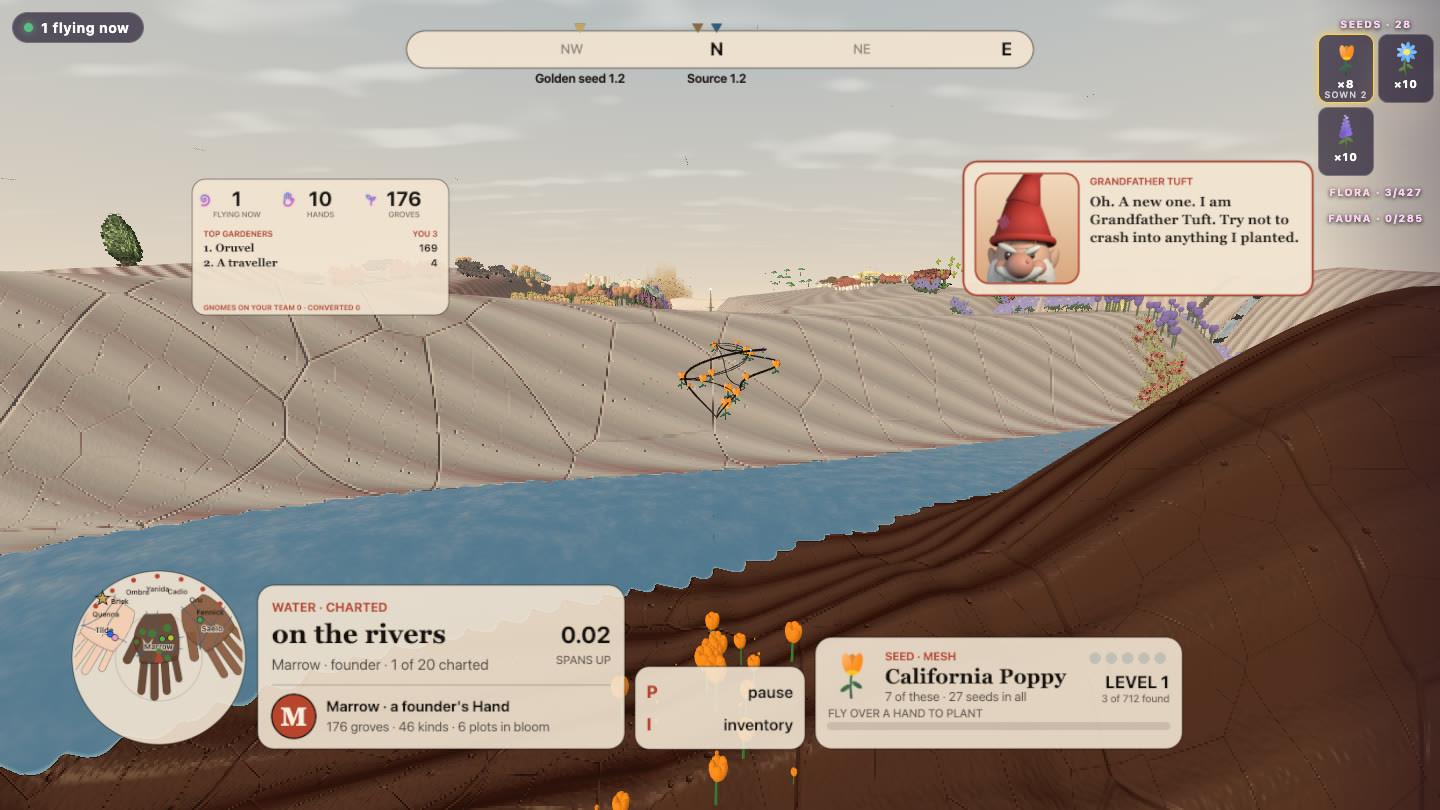 1 flying now
NW
N
NE
E
Golden seed 1.2
Source 1.2
SEEDS · 28
×8
SOWN 2
×10
×10
FLORA · 3/427
FAUNA · 0/285
1
FLYING NOW
10
HANDS
176
GROVES
TOP GARDENERS
YOU 3
1. Oruvel
169
2. A traveller
4
GNOMES ON YOUR TEAM 0 · CONVERTED 0
GRANDFATHER TUFT
Oh. A new one. I am
Grandfather Tuft. Try not to
crash into anything I planted.
Ombre
Yanida
Cadio
Brisk
Oru
Quenna
Fennick
Tilda
Saelo
Marrow
WATER · CHARTED
on the rivers
0.02
SPANS UP
Marrow · founder · 1 of 20 charted
M
Marrow · a founder's Hand
176 groves · 46 kinds · 6 plots in bloom
P
pause
I
inventory
SEED · MESH
California Poppy
LEVEL 1
7 of these · 27 seeds in all
3 of 712 found
FLY OVER A HAND TO PLANT